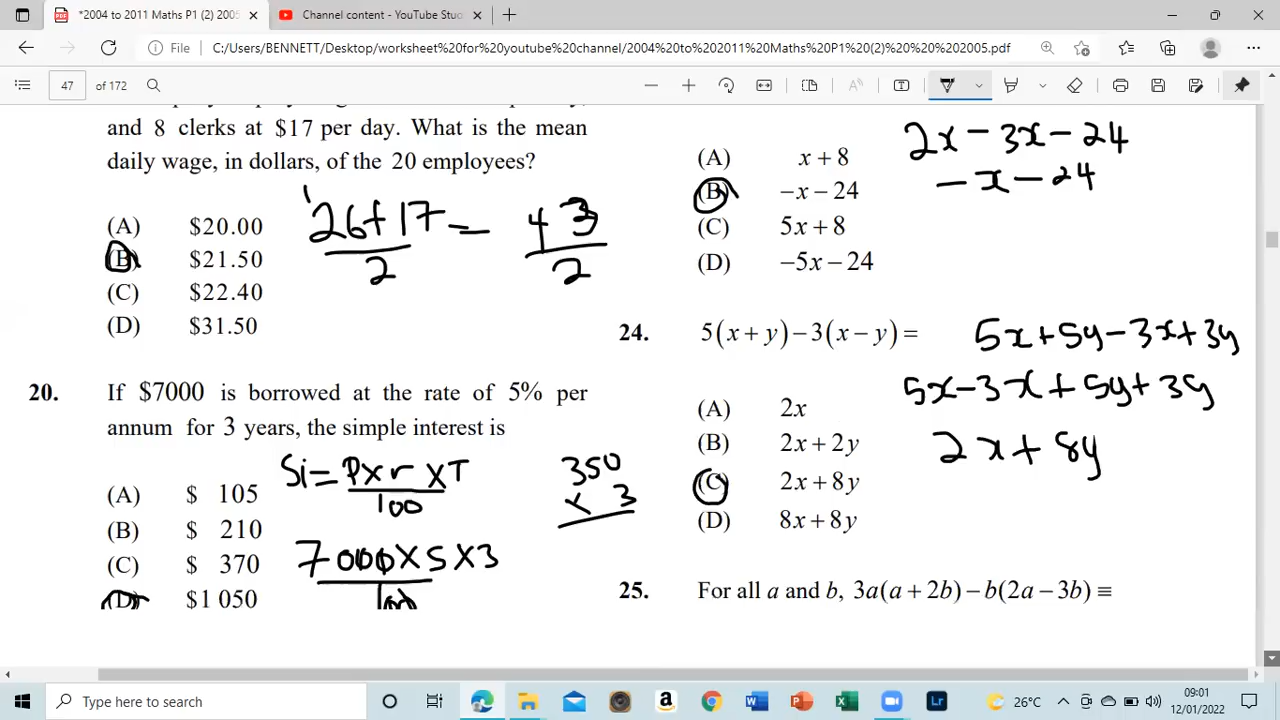 *2004 to 2011 Maths P1 (2) 2005
Channel content - YouTube Stud
File
C:/Users/BENNETT/Desktop/worksheet%20for%20youtube%20channel/2004%20to%202011%20Maths%20P1%20(2)%20%20%202005.pdf
47 of 172
and 8 clerks at $17 per day. What is the mean
daily wage, in dollars, of the 20 employees?
(A) $20.00
(B) $21.50
(C) $22.40
(D) $31.50
26+17 = 43
2 2
20. If $7000 is borrowed at the rate of 5% per
annum for 3 years, the simple interest is
(A) $ 105
(B) $ 210
(C) $ 370
(D) $1 050
Si = P x r x T
100
7000 x 5 x 3
100
350
x 3
2x - 3x - 24
- x - 24
(A) x + 8
(B) −x − 24
(C) 5x + 8
(D) −5x − 24
24. 5(x + y) − 3(x − y) =
5x + 5y - 3x + 3y
5x - 3x + 5y + 3y
2x + 8y
(A) 2x
(B) 2x + 2y
(C) 2x + 8y
(D) 8x + 8y
25. For all a and b, 3a(a + 2b) − b(2a − 3b) ≡
Type here to search
26°C
09:01
12/01/2022